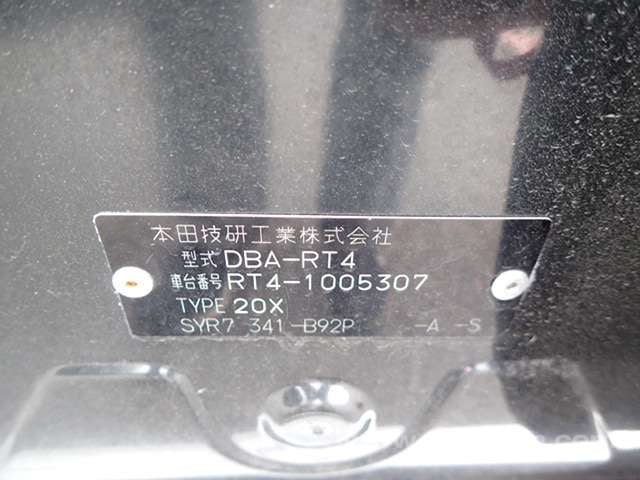 本田技研工業株式会社
型式 DBA-RT4
車台番号 RT4-1005307
TYPE 20X
SYR7 341-B92P -A -S